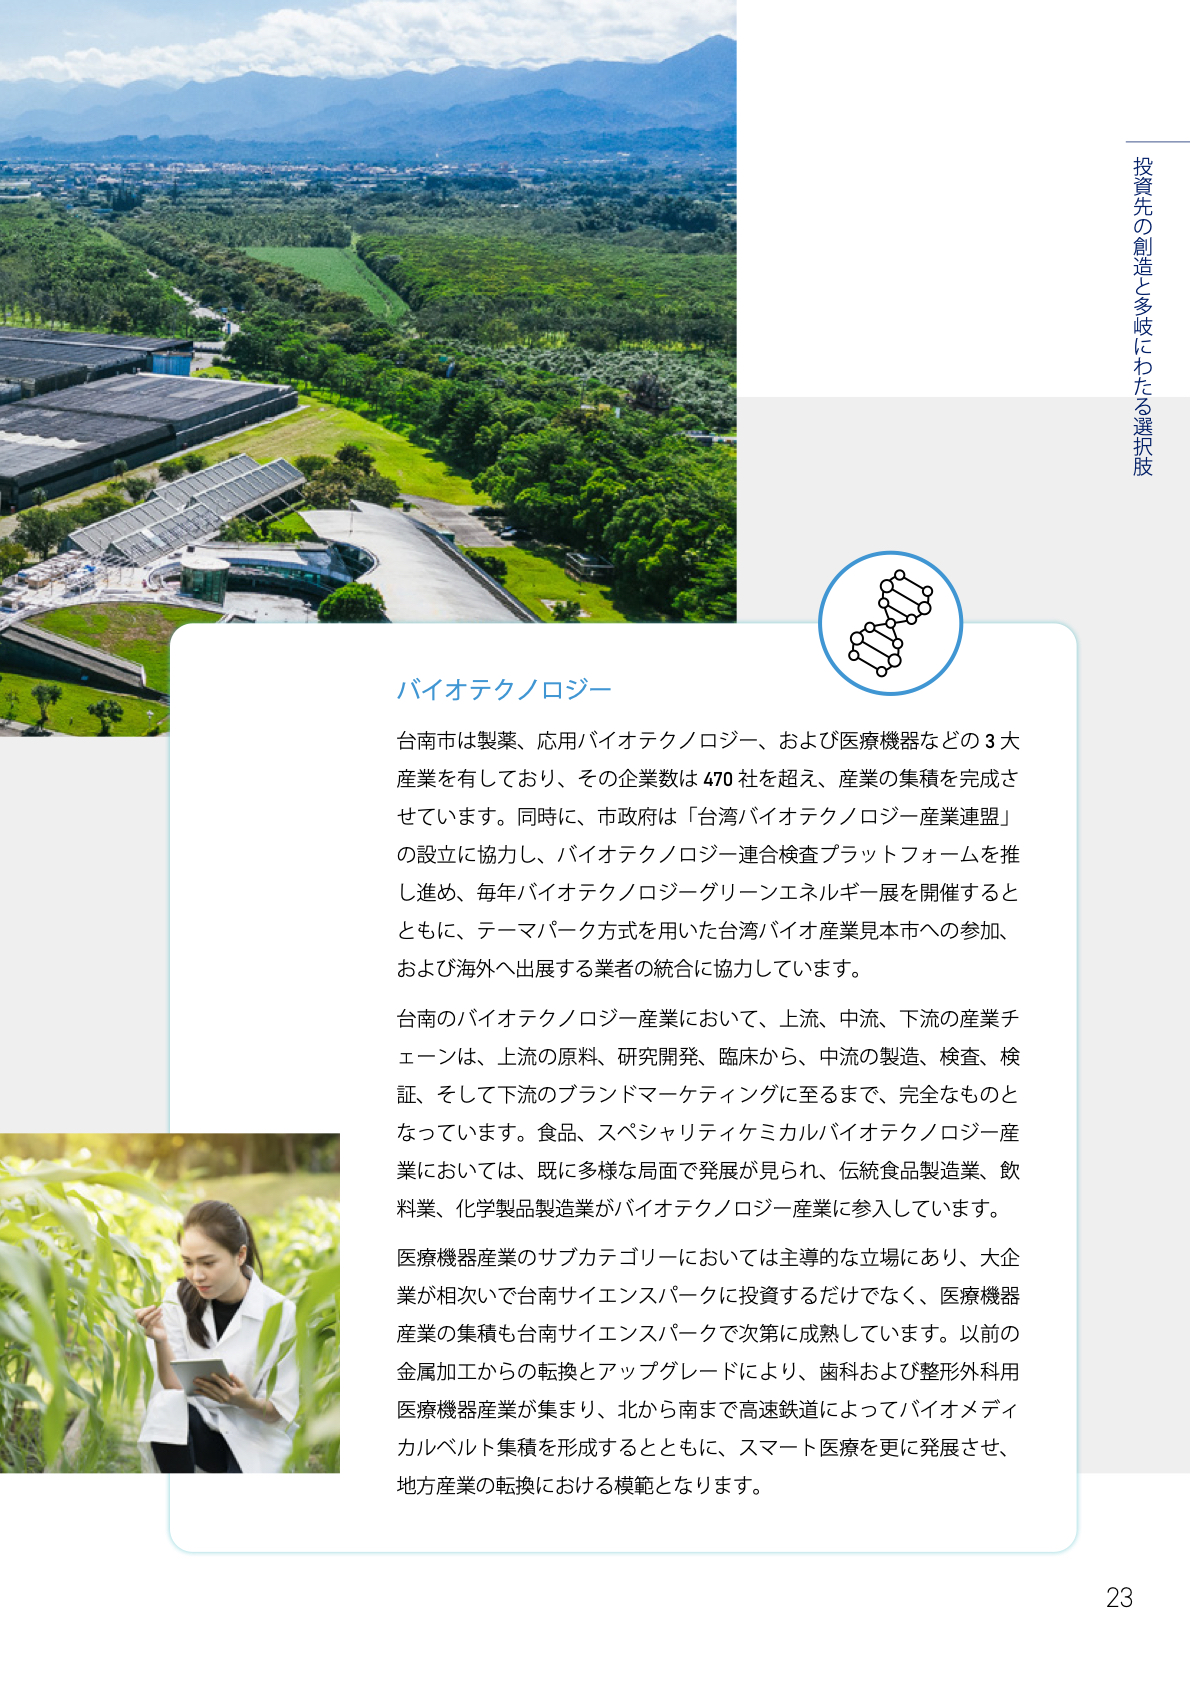 投資先の創造と多岐にわたる選択肢
バイオテクノロジー
台南市は製薬、応用バイオテクノロジー、および医療機器などの 3 大
産業を有しており、その企業数は 470 社を超え、産業の集積を完成さ
せています。同時に、市政府は「台湾バイオテクノロジー産業連盟」
の設立に協力し、バイオテクノロジー連合検査プラットフォームを推
し進め、毎年バイオテクノロジーグリーンエネルギー展を開催すると
ともに、テーマパーク方式を用いた台湾バイオ産業見本市への参加、
および海外へ出展する業者の統合に協力しています。
台南のバイオテクノロジー産業において、上流、中流、下流の産業チ
ェーンは、上流の原料、研究開発、臨床から、中流の製造、検査、検
証、そして下流のブランドマーケティングに至るまで、完全なものと
なっています。食品、スペシャリティケミカルバイオテクノロジー産
業においては、既に多様な局面で発展が見られ、伝統食品製造業、飲
料業、化学製品製造業がバイオテクノロジー産業に参入しています。
医療機器産業のサブカテゴリーにおいては主導的な立場にあり、大企
業が相次いで台南サイエンスパークに投資するだけでなく、医療機器
産業の集積も台南サイエンスパークで次第に成熟しています。以前の
金属加工からの転換とアップグレードにより、歯科および整形外科用
医療機器産業が集まり、北から南まで高速鉄道によってバイオメディ
カルベルト集積を形成するとともに、スマート医療を更に発展させ、
地方産業の転換における模範となります。
23